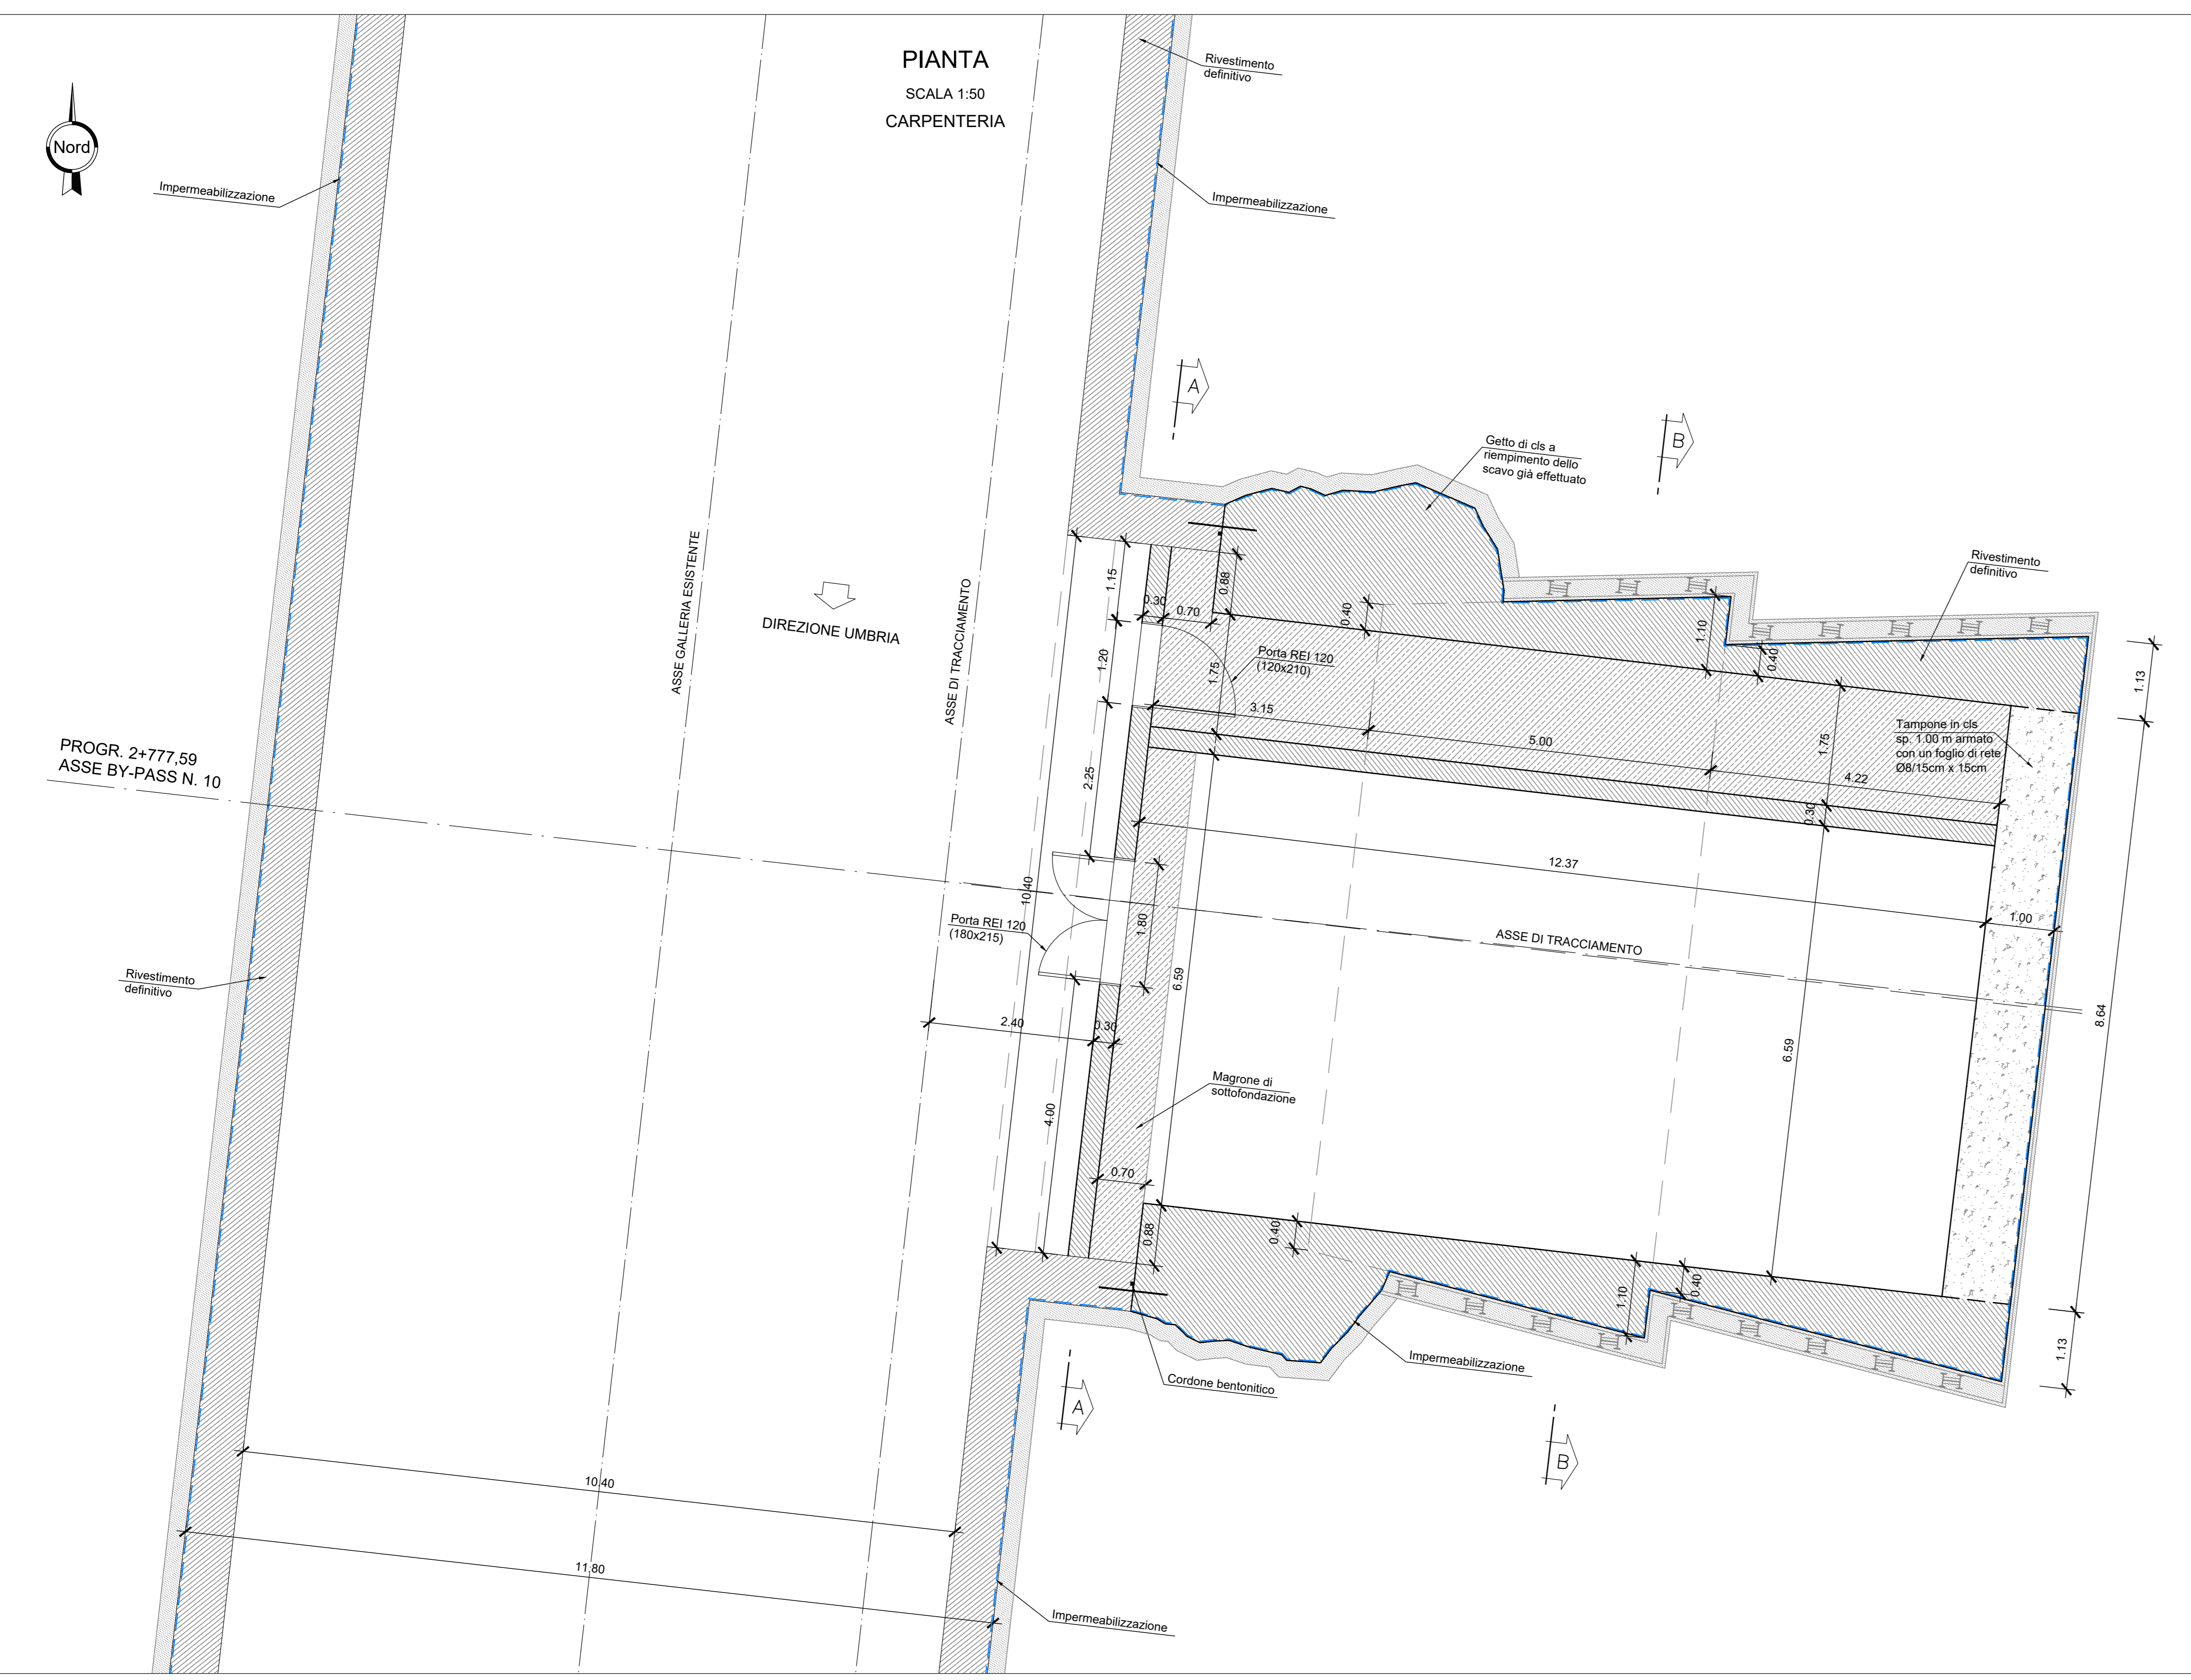 PIANTA
SCALA 1:50
CARPENTERIA
Nord
Rivestimento
definitivo
Impermeabilizzazione
Impermeabilizzazione
A
B
Getto di cls a
riempimento dello
scavo già effettuato
Rivestimento
definitivo
ASSE GALLERIA ESISTENTE
DIREZIONE UMBRIA
ASSE DI TRACCIAMENTO
1.15
0.30
0.70
0.88
0.40
1.10
0.40
1.13
1.20
1.75
Porta REI 120
(120x210)
3.15
5.00
1.75
4.22
Tampone in cls
sp. 1.00 m armato
con un foglio di rete
Ø8/15cm x 15cm
PROGR. 2+777,59
ASSE BY-PASS N. 10
2.25
0.30
12.37
1.00
10.40
Porta REI 120
(180x215)
1.80
ASSE DI TRACCIAMENTO
6.59
Rivestimento
definitivo
2.40
0.30
6.59
8.64
Magrone di
sottofondazione
4.00
0.70
0.88
0.40
1.10
0.40
1.13
Impermeabilizzazione
Cordone bentonitico
A
B
10.40
11.80
Impermeabilizzazione